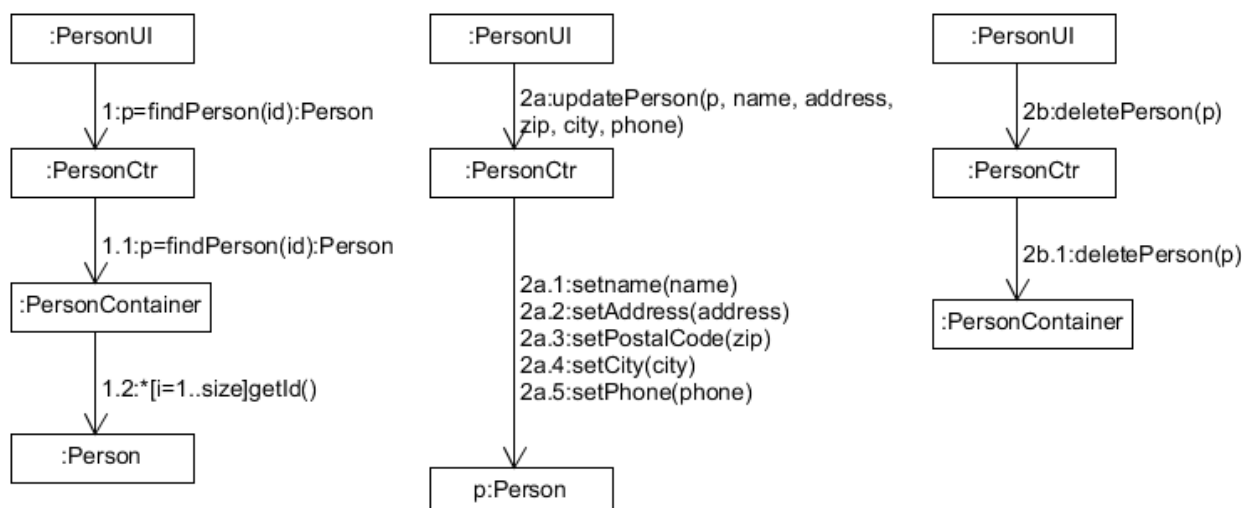 :PersonUI
1:p=findPerson(id):Person
:PersonCtr
1.1:p=findPerson(id):Person
:PersonContainer
1.2:*[i=1..size]getId()
:Person
:PersonUI
2a:updatePerson(p, name, address,
zip, city, phone)
:PersonCtr
2a.1:setname(name)
2a.2:setAddress(address)
2a.3:setPostalCode(zip)
2a.4:setCity(city)
2a.5:setPhone(phone)
p:Person
:PersonUI
2b:deletePerson(p)
:PersonCtr
2b.1:deletePerson(p)
:PersonContainer